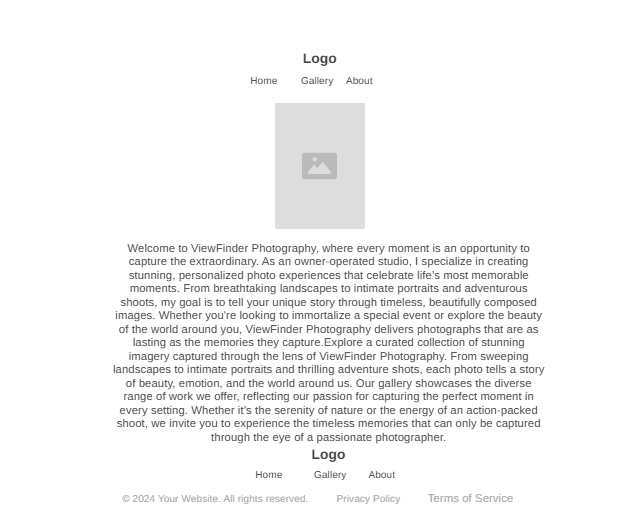 Logo
Home Gallery About
Welcome to ViewFinder Photography, where every moment is an opportunity to
capture the extraordinary. As an owner-operated studio, I specialize in creating
stunning, personalized photo experiences that celebrate life's most memorable
moments. From breathtaking landscapes to intimate portraits and adventurous
shoots, my goal is to tell your unique story through timeless, beautifully composed
images. Whether you're looking to immortalize a special event or explore the beauty
of the world around you, ViewFinder Photography delivers photographs that are as
lasting as the memories they capture.Explore a curated collection of stunning
imagery captured through the lens of ViewFinder Photography. From sweeping
landscapes to intimate portraits and thrilling adventure shots, each photo tells a story
of beauty, emotion, and the world around us. Our gallery showcases the diverse
range of work we offer, reflecting our passion for capturing the perfect moment in
every setting. Whether it's the serenity of nature or the energy of an action-packed
shoot, we invite you to experience the timeless memories that can only be captured
through the eye of a passionate photographer.
Logo
Home Gallery About
© 2024 Your Website. All rights reserved. Privacy Policy Terms of Service